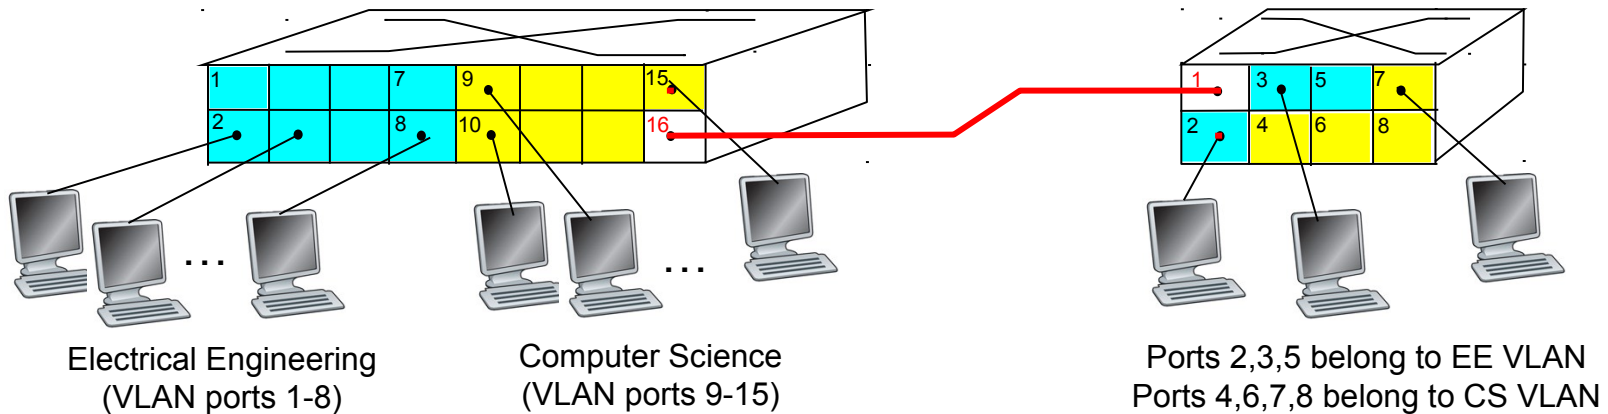 1 7 9 15
2 8 10 16
1 3 5 7
2 4 6 8
... ...
Electrical Engineering
(VLAN ports 1-8)
Computer Science
(VLAN ports 9-15)
Ports 2,3,5 belong to EE VLAN
Ports 4,6,7,8 belong to CS VLAN